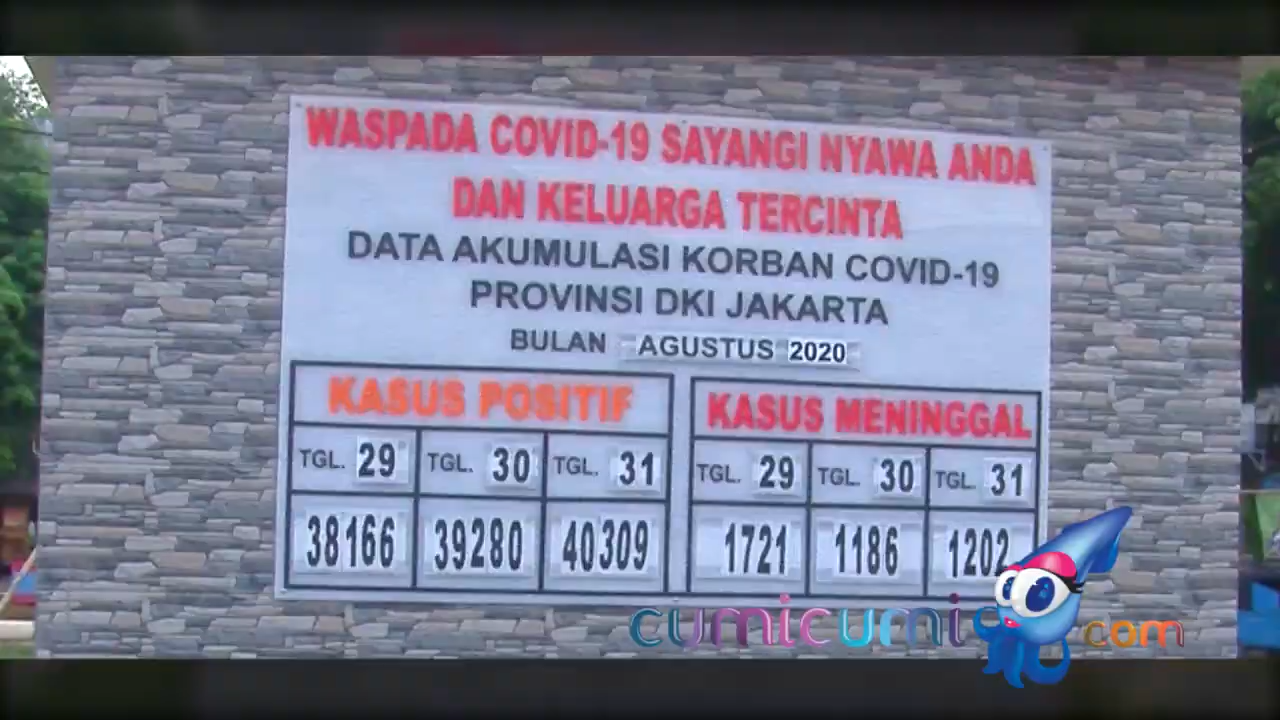 WASPADA COVID-19 SAYANGI NYAWA ANDA
DAN KELUARGA TERCINTA
DATA AKUMULASI KORBAN COVID-19
PROVINSI DKI JAKARTA
BULAN AGUSTUS 2020
KASUS POSITIF
TGL. 29 TGL. 30 TGL. 31
38166 39280 40309
KASUS MENINGGAL
TGL. 29 TGL. 30 TGL. 31
1721 1186 1202
cumicumi.com